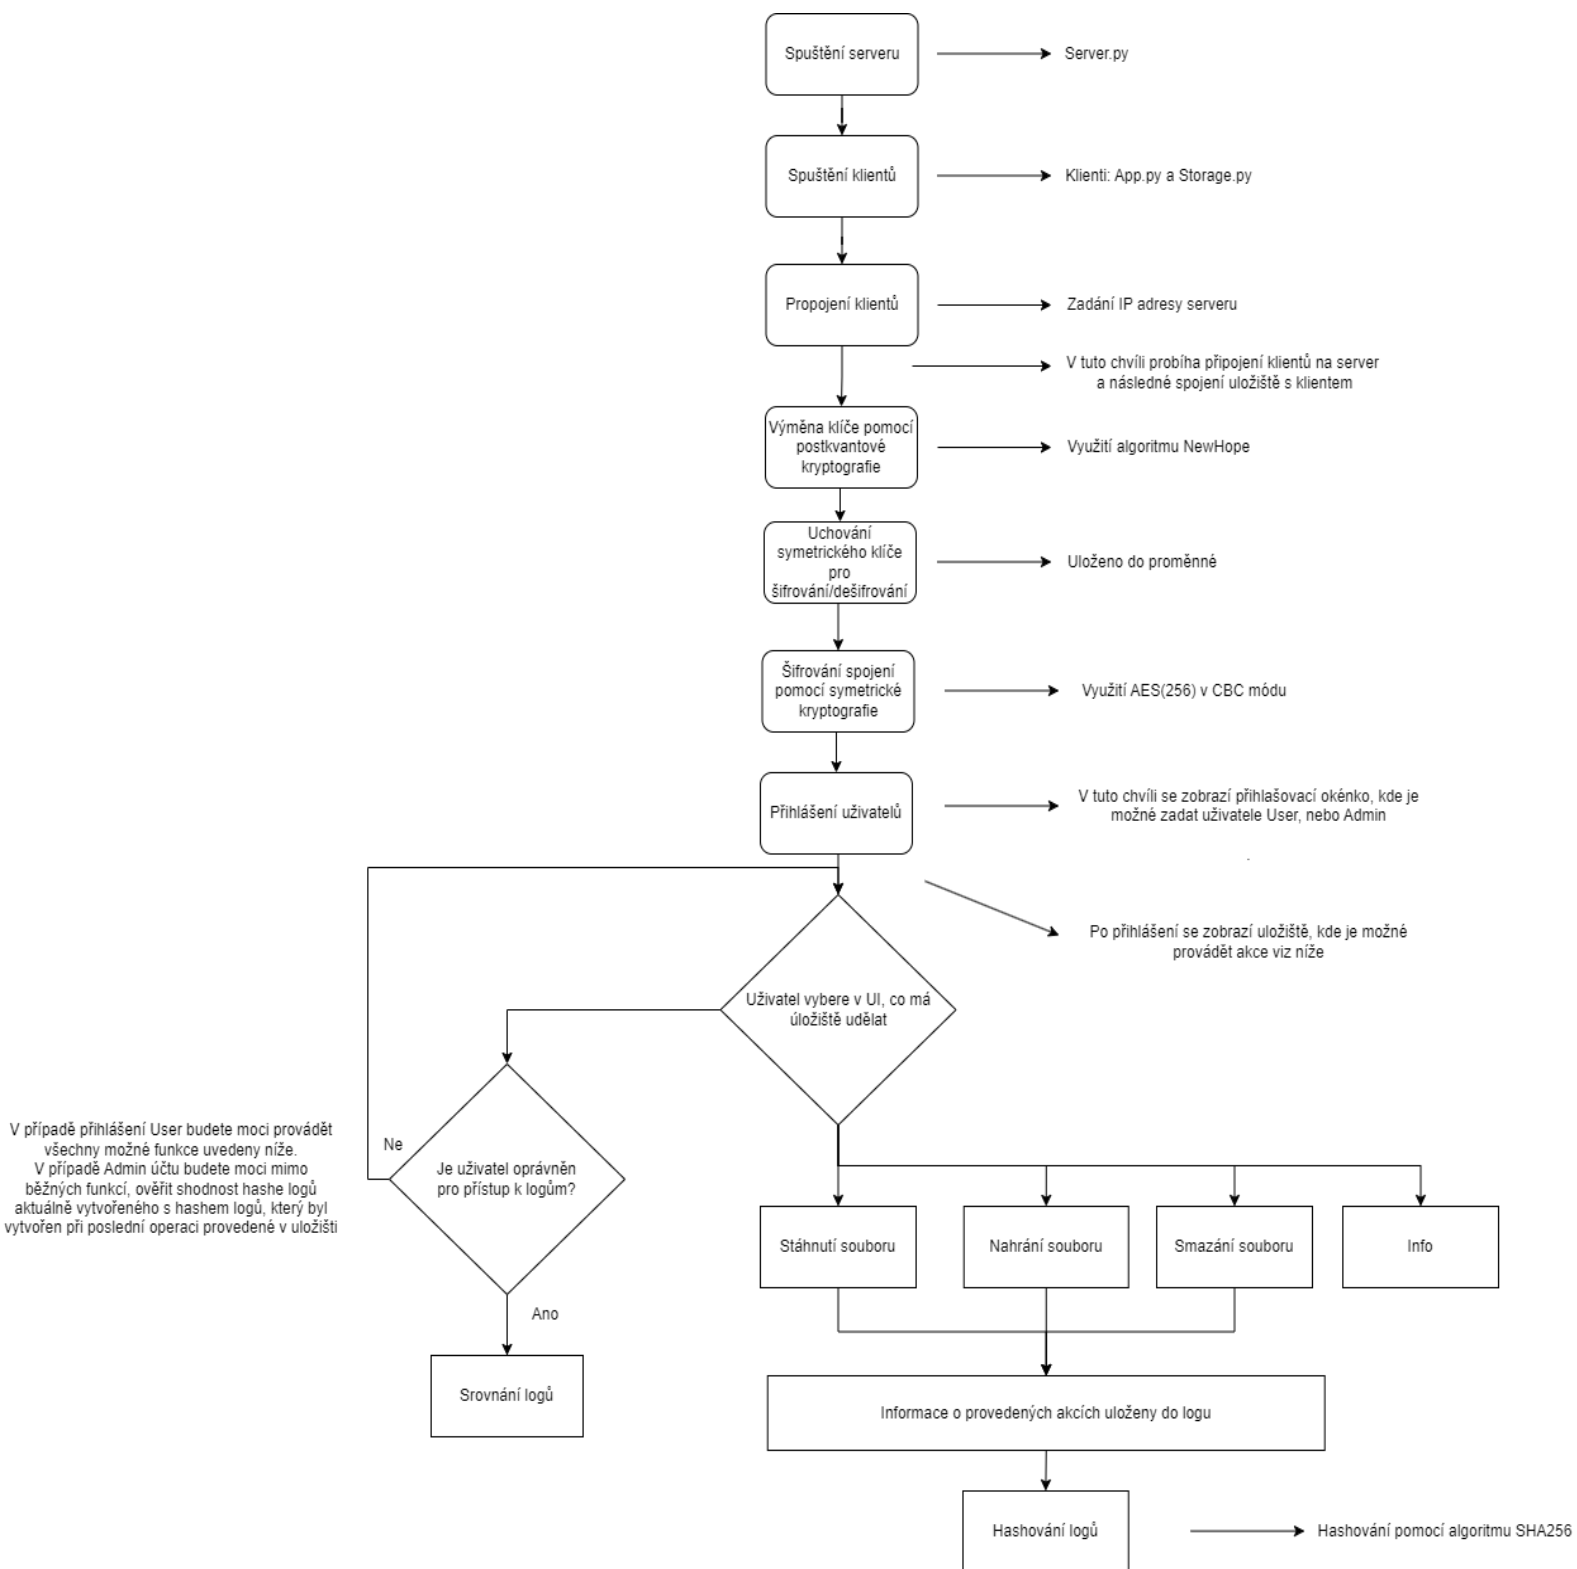 Spuštění serveru
Server.py
Spuštění klientů
Klienti: App.py a Storage.py
Propojení klientů
Zadání IP adresy serveru
V tuto chvíli probíha připojení klientů na server
a následné spojení uložiště s klientem
Výměna klíče pomocí
postkvantové
kryptografie
Využití algoritmu NewHope
Uchování
symetrického klíče
pro
šifrování/dešifrování
Uloženo do proměnné
Šifrování spojení
pomocí symetrické
kryptografie
Využití AES(256) v CBC módu
Přihlášení uživatelů
V tuto chvíli se zobrazí přihlašovací okénko, kde je
možné zadat uživatele User, nebo Admin
.
Po přihlášení se zobrazí uložiště, kde je možné
provádět akce viz níže
Uživatel vybere v UI, co má
úložiště udělat
V případě přihlášení User budete moci provádět
všechny možné funkce uvedeny níže.
V případě Admin účtu budete moci mimo
běžných funkcí, ověřit shodnost hashe logů
aktuálně vytvořeného s hashem logů, který byl
vytvořen při poslední operaci provedené v uložišti
Ne
Je uživatel oprávněn
pro přístup k logům?
Ano
Srovnání logů
Stáhnutí souboru
Nahrání souboru
Smazání souboru
Info
Informace o provedených akcích uloženy do logu
Hashování logů
Hashování pomocí algoritmu SHA256